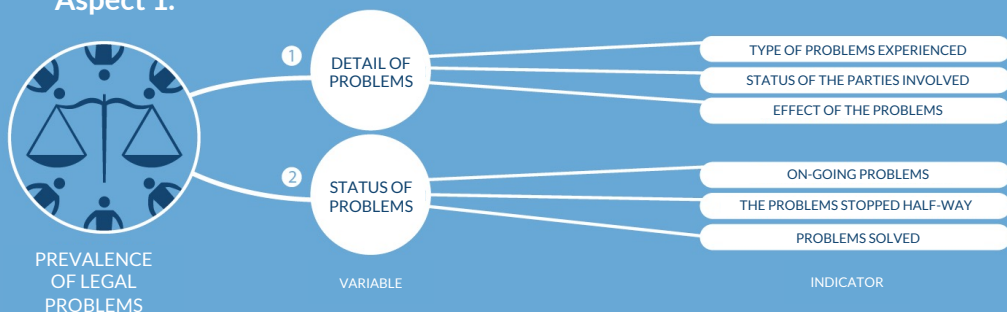 Aspect 1.
1
DETAIL OF
PROBLEMS
TYPE OF PROBLEMS EXPERIENCED
STATUS OF THE PARTIES INVOLVED
EFFECT OF THE PROBLEMS
2
STATUS OF
PROBLEMS
ON-GOING PROBLEMS
THE PROBLEMS STOPPED HALF-WAY
PROBLEMS SOLVED
PREVALENCE
OF LEGAL
PROBLEMS
VARIABLE
INDICATOR